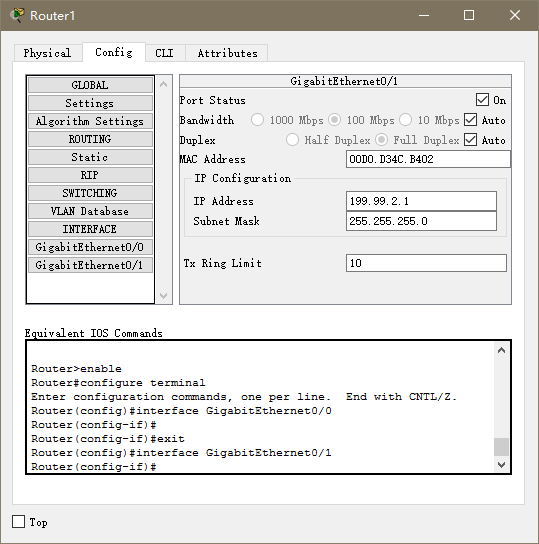 Router1
Physical Config CLI Attributes
GLOBAL
Settings
Algorithm Settings
ROUTING
Static
RIP
SWITCHING
VLAN Database
INTERFACE
GigabitEthernet0/0
GigabitEthernet0/1
GigabitEthernet0/1
Port Status On
Bandwidth 1000 Mbps 100 Mbps 10 Mbps Auto
Duplex Half Duplex Full Duplex Auto
MAC Address 00D0.D34C.B402
IP Configuration
IP Address 199.99.2.1
Subnet Mask 255.255.255.0
Tx Ring Limit 10
Equivalent IOS Commands
Router>enable
Router#configure terminal
Enter configuration commands, one per line. End with CNTL/Z.
Router(config)#interface GigabitEthernet0/0
Router(config-if)#
Router(config-if)#exit
Router(config)#interface GigabitEthernet0/1
Router(config-if)#
Top